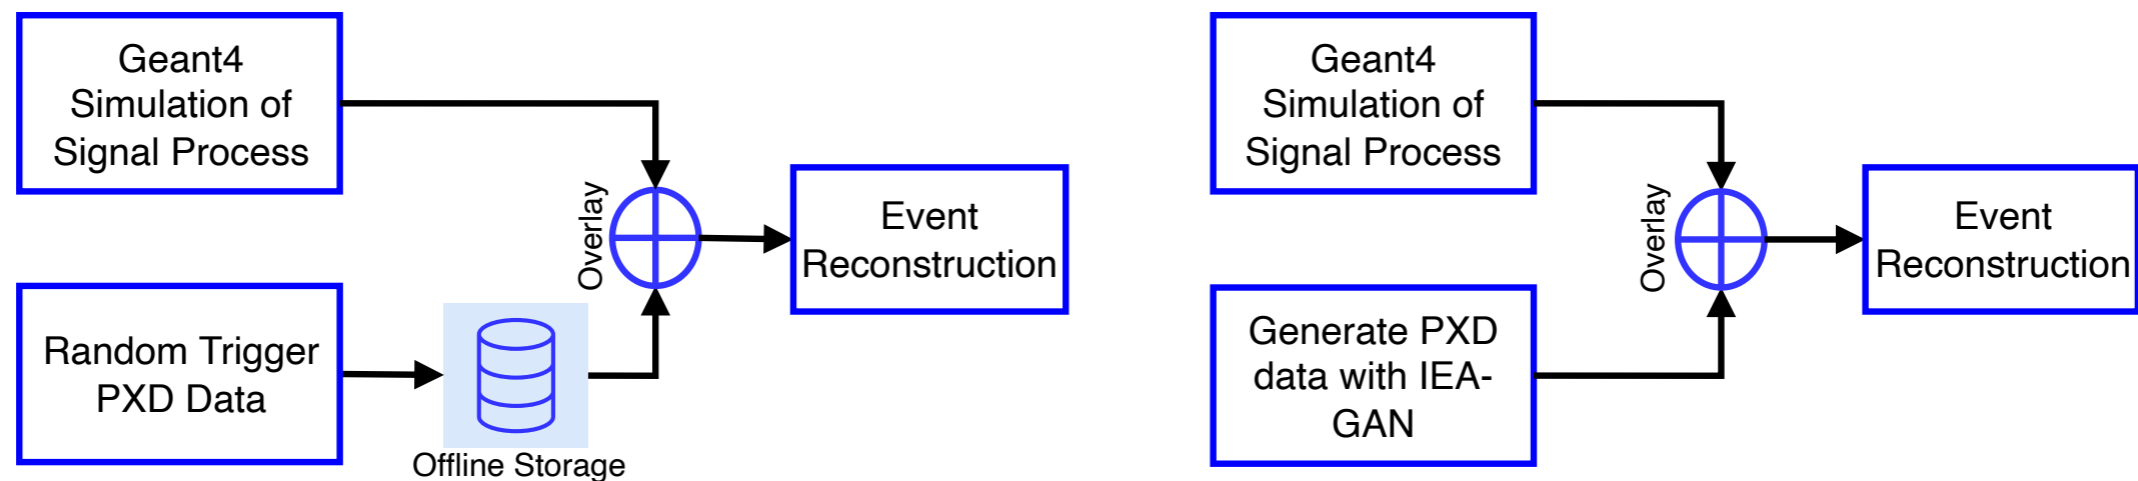 Geant4
Simulation of
Signal Process
Overlay
Event
Reconstruction
Random Trigger
PXD Data
Offline Storage
Geant4
Simulation of
Signal Process
Overlay
Event
Reconstruction
Generate PXD
data with IEA-
GAN